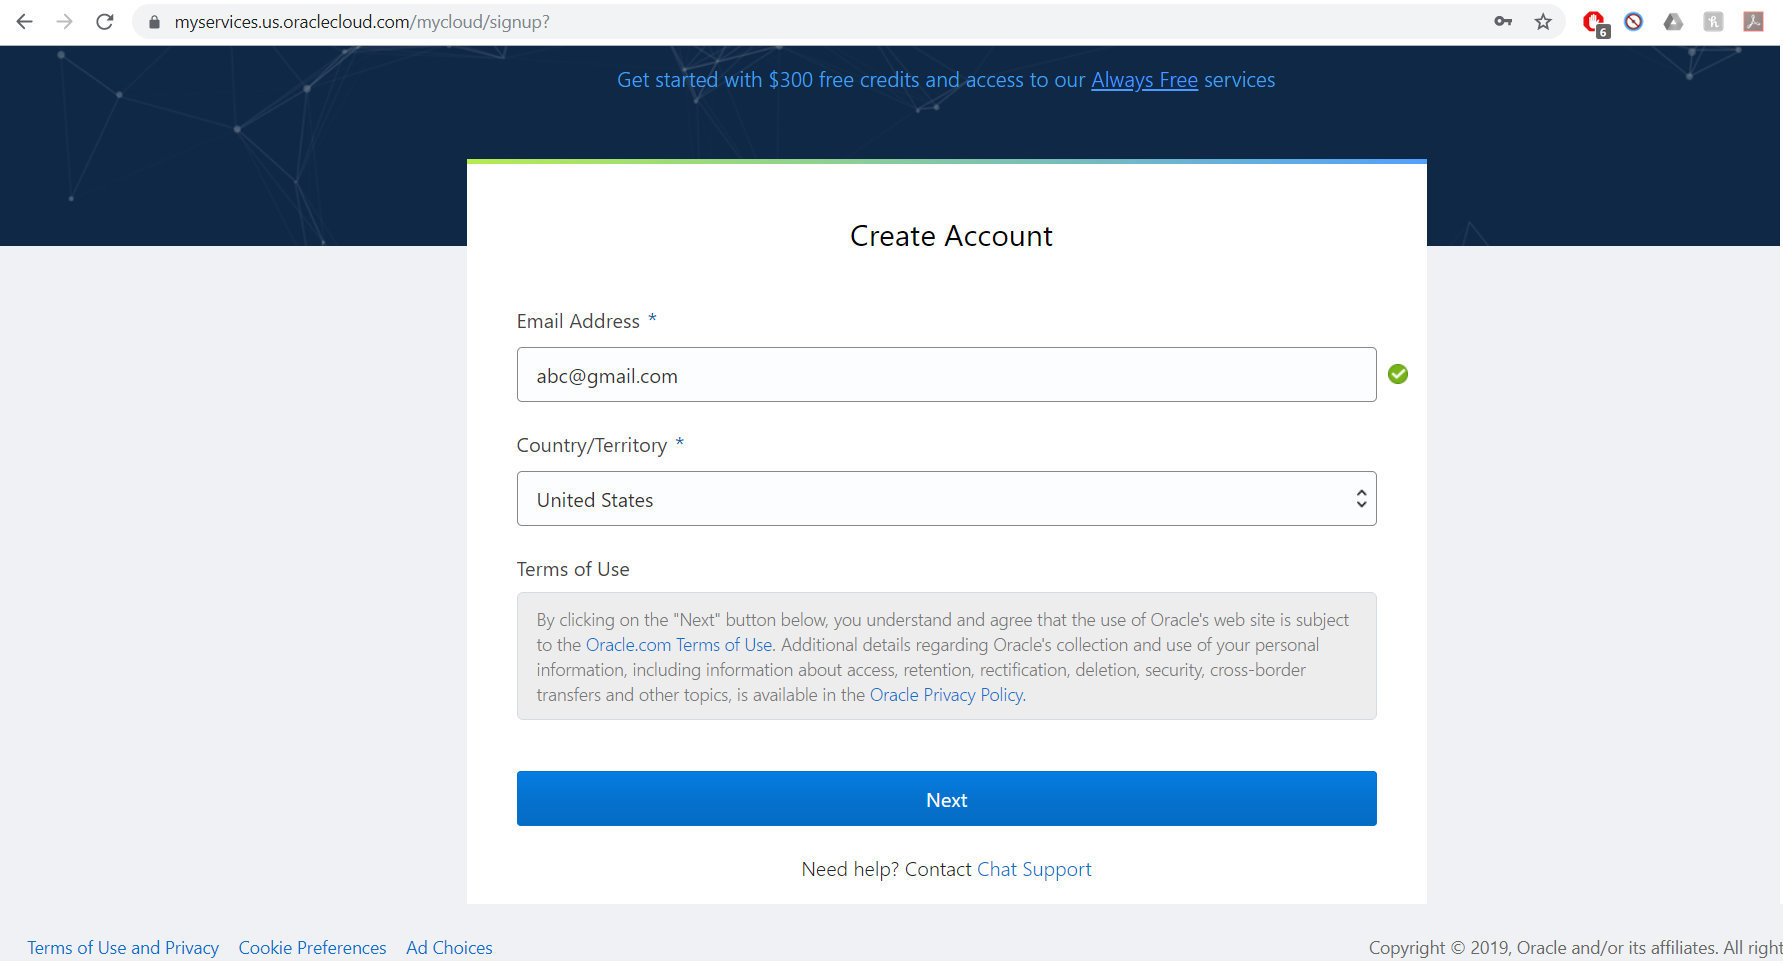 myservices.us.oraclecloud.com/mycloud/signup?
6
Get started with $300 free credits and access to our Always Free services
Create Account
Email Address *
abc@gmail.com
Country/Territory *
United States
Terms of Use
By clicking on the "Next" button below, you understand and agree that the use of Oracle's web site is subject
to the Oracle.com Terms of Use. Additional details regarding Oracle's collection and use of your personal
information, including information about access, retention, rectification, deletion, security, cross-border
transfers and other topics, is available in the Oracle Privacy Policy.
Next
Need help? Contact Chat Support
Terms of Use and Privacy Cookie Preferences Ad Choices
Copyright © 2019, Oracle and/or its affiliates. All right